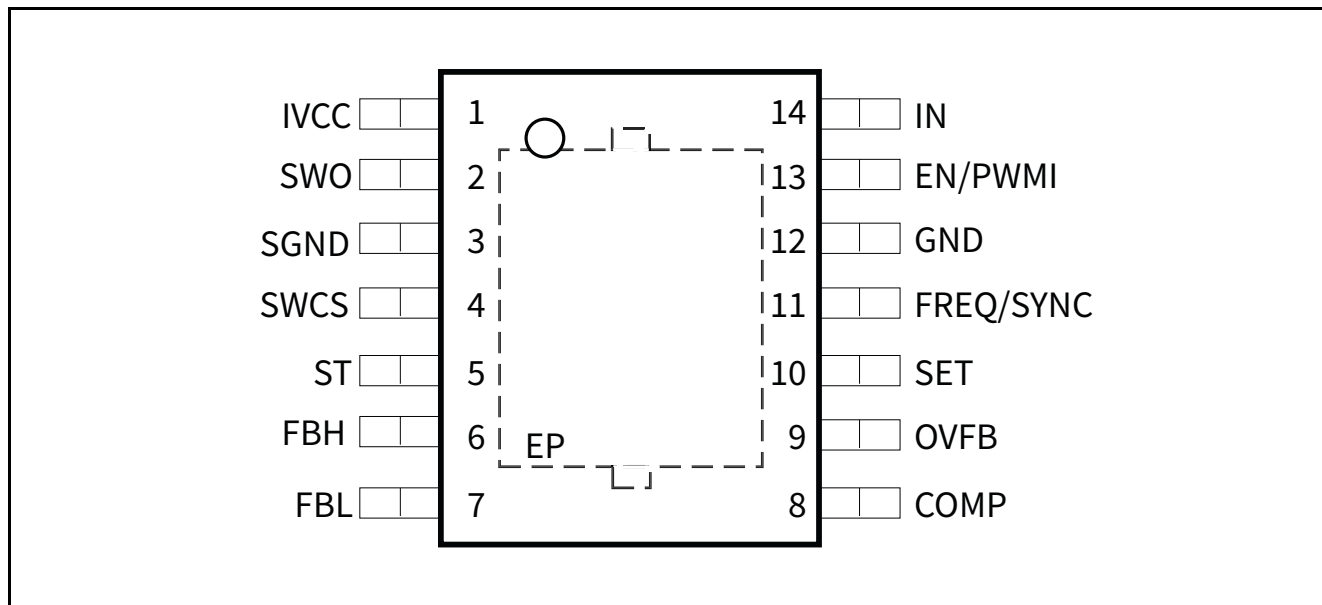 IVCC 1 14 IN
SWO 2 13 EN/PWMI
SGND 3 12 GND
SWCS 4 11 FREQ/SYNC
ST 5 10 SET
FBH 6 9 OVFB
EP
FBL 7 8 COMP